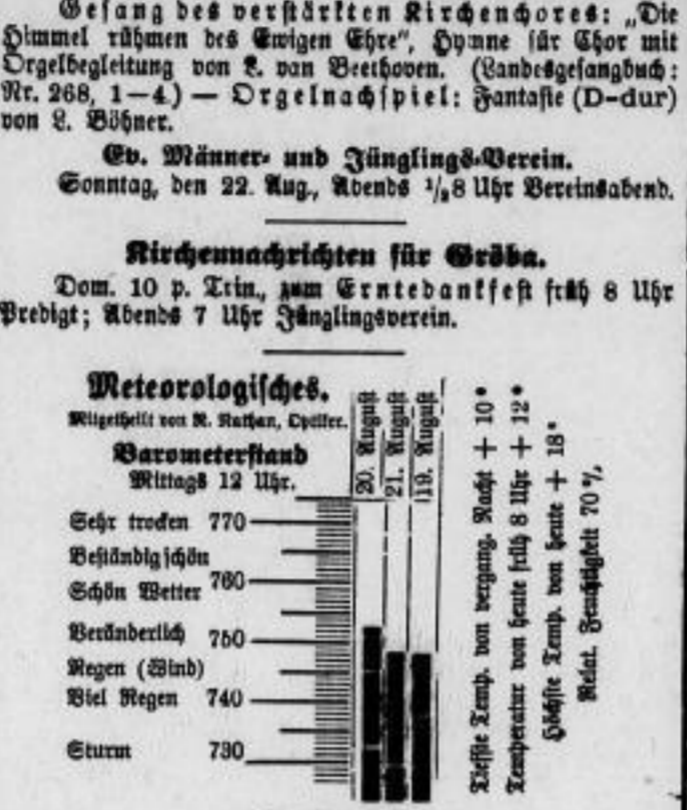 Gesang des verstärkten Kirchenchores: „Die
Himmel rühmen des Ewigen Ehre“, Hymne für Chor mit
Orgelbegleitung von L. van Beethoven. (Landesgesangbuch:
Nr. 268, 1—4.) — Orgelnachspiel: Fantasie (D-dur)
von L. Böhner.
Ev. Männer- und Jünglings-Verein.
Sonntag, den 22. Aug., Abends ½8 Uhr Vereinsabend.
Kirchennachrichten für Gröba.
Dom. 10 p. Trin., zum Erntedankfest früh 8 Uhr
Predigt; Abends 7 Uhr Jünglingsverein.
Meteorologisches.
Mitgetheilt von R. Nathan, Optiker.
Barometerstand
Mittags 12 Uhr.
20. August
21. August
19. August
Sehr trocken 770
Beständig schön
Schön Wetter 760
Veränderlich 750
Regen (Wind)
Viel Regen 740
Sturm 730
Tiefste Temp. von vergang. Nacht + 10°
Temperatur von heute früh 8 Uhr + 12°
Höchste Temp. von heute + 18°
Relat. Feuchtigkeit 70%